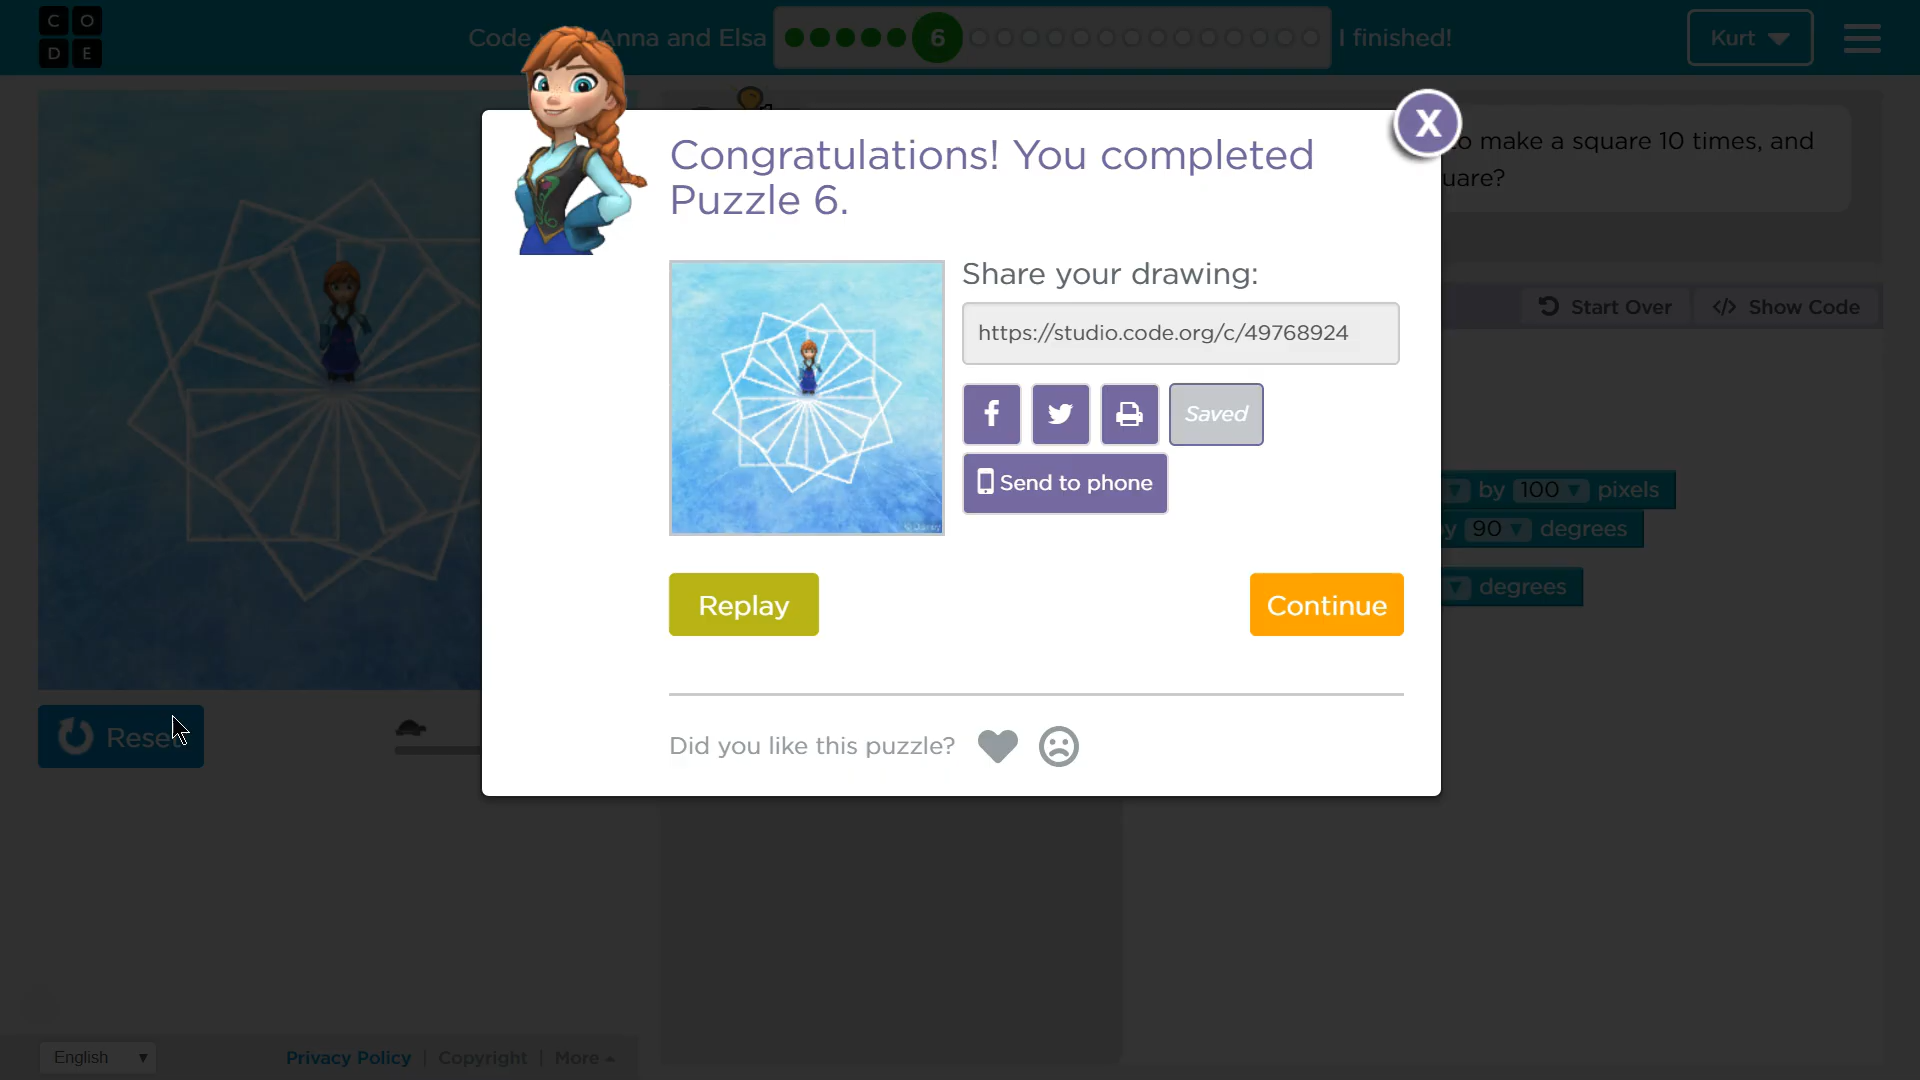 C O
D E
Code
Anna and Elsa
6
I finished!
Kurt
Congratulations! You completed
Puzzle 6.
X
o make a square 10 times, and
uare?
Share your drawing:
https://studio.code.org/c/49768924
Start Over
</> Show Code
f
Saved
Send to phone
by 100 pixels
y 90 degrees
degrees
© Disney
Replay
Continue
Reset
Did you like this puzzle?
English
Privacy Policy | Copyright | More